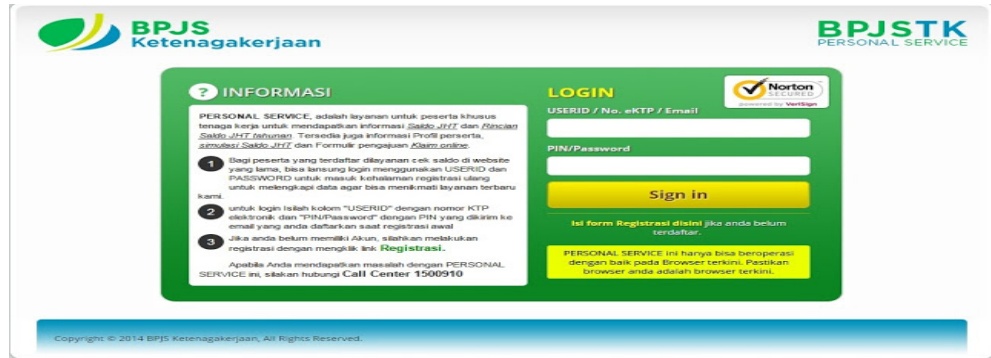 BPJS
Ketenagakerjaan
BPJSTK
PERSONAL SERVICE
? INFORMASI
PERSONAL SERVICE, adalah layanan untuk peserta khusus
tenaga kerja untuk mendapatkan informasi Saldo JHT dan Rincian
Saldo JHT tahunan. Tersedia juga informasi Profil perserta,
simulasi Saldo JHT dan Formulir pengajuan Klaim online.
1 Bagi peserta yang terdaftar dilayanan cek saldo di website
yang lama, bisa lansung login menggunakan USERID dan
PASSWORD untuk masuk kehalaman registrasi ulang
untuk melengkapi data agar bisa menikmati layanan terbaru
kami.
2 untuk login Isilah kolom "USERID" dengan nomor KTP
elektronik dan "PIN/Password" dengan PIN yang dikirim ke
email yang anda daftarkan saat registrasi awal
3 Jika anda belum memiliki Akun, silahkan melakukan
registrasi dengan mengklik link Registrasi.
Apabila Anda mendapatkan masalah dengan PERSONAL
SERVICE ini, silakan hubungi Call Center 1500910
LOGIN
Norton
SECURED
powered by VeriSign
USERID / No. eKTP / Email
PIN/Password
Sign in
Isi form Registrasi disini jika anda belum
terdaftar.
PERSONAL SERVICE ini hanya bisa beroperasi
dengan baik pada Browser terkini. Pastikan
browser anda adalah browser terkini.
Copyright © 2014 BPJS Ketenagakerjaan, All Rights Reserved.